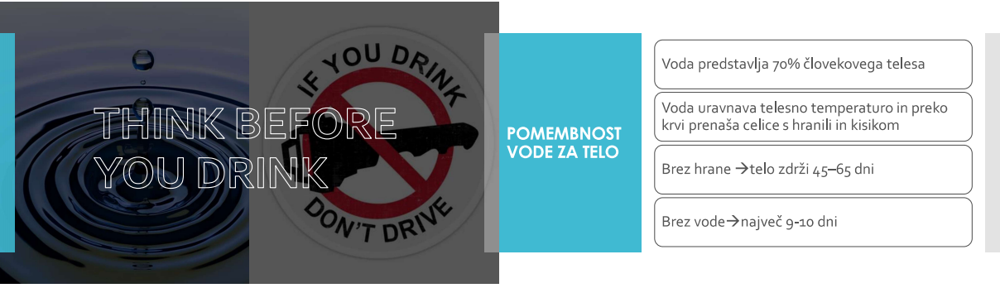 IF YOU DRINK
THINK BEFORE
YOU DRINK
DON'T DRIVE
POMEMBNOST
VODE ZA TELO
Voda predstavlja 70% človekovega telesa
Voda uravnava telesno temperaturo in preko
krvi prenaša celice s hranili in kisikom
Brez hrane →telo zdrži 45–65 dni
Brez vode→največ 9-10 dni